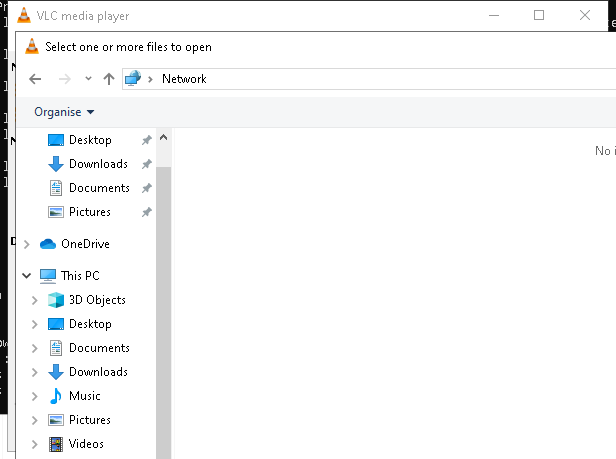 VLC media player
Select one or more files to open
Network
Organise
No
Desktop
Downloads
Documents
Pictures
OneDrive
This PC
3D Objects
Desktop
Documents
Downloads
Music
Pictures
Videos